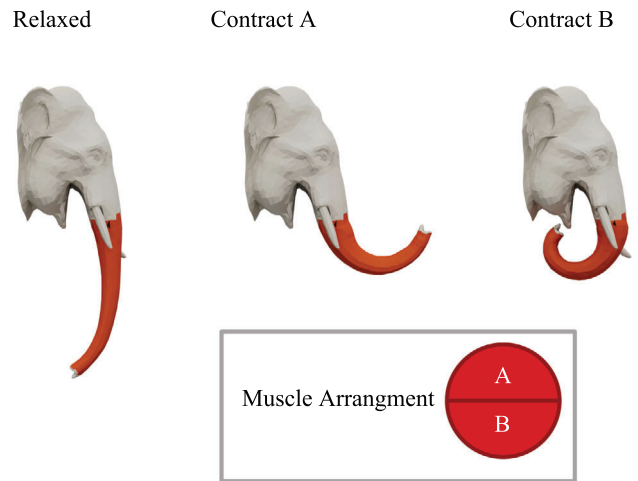 Relaxed
Contract A
Contract B
Muscle Arrangment
A
B